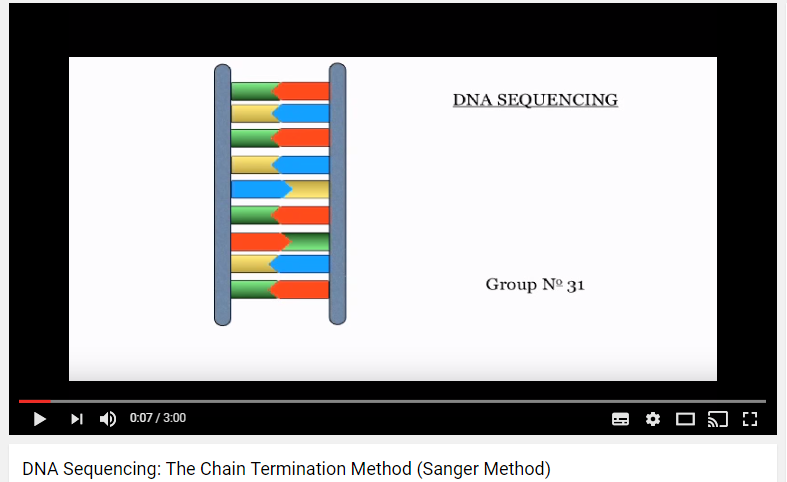 DNA SEQUENCING
Group Nº 31
0:07 / 3:00
DNA Sequencing: The Chain Termination Method (Sanger Method)